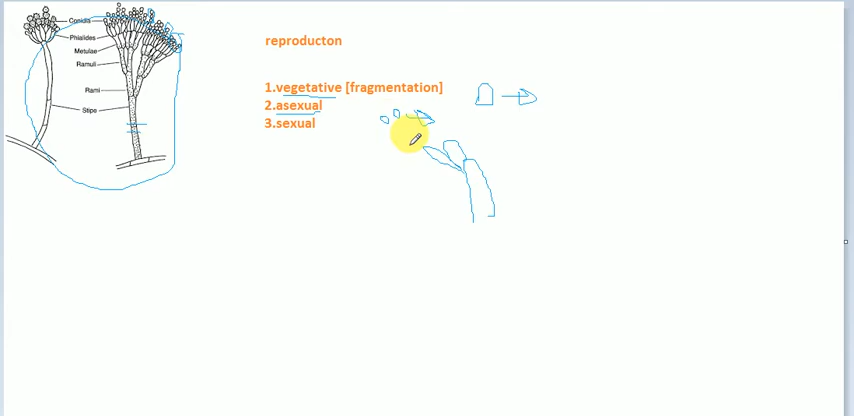 Conidia
Phialides
Metulae
Ramuli
Rami
Stipe
reproducton
1.vegetative [fragmentation]
2.asexual
3.sexual